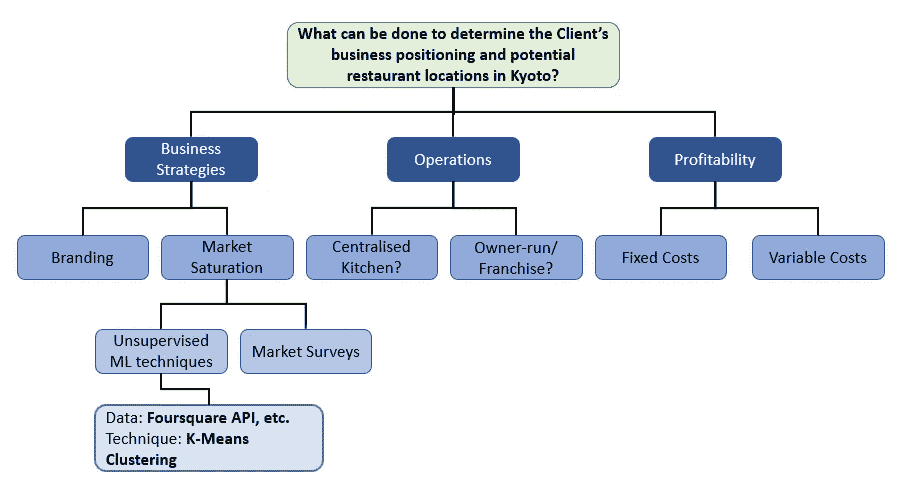 What can be done to determine the Client's
business positioning and potential
restaurant locations in Kyoto?
Business
Strategies
Operations
Profitability
Branding
Market
Saturation
Centralised
Kitchen?
Owner-run/
Franchise?
Fixed Costs
Variable Costs
Unsupervised
ML techniques
Market Surveys
Data: Foursquare API, etc.
Technique: K-Means
Clustering